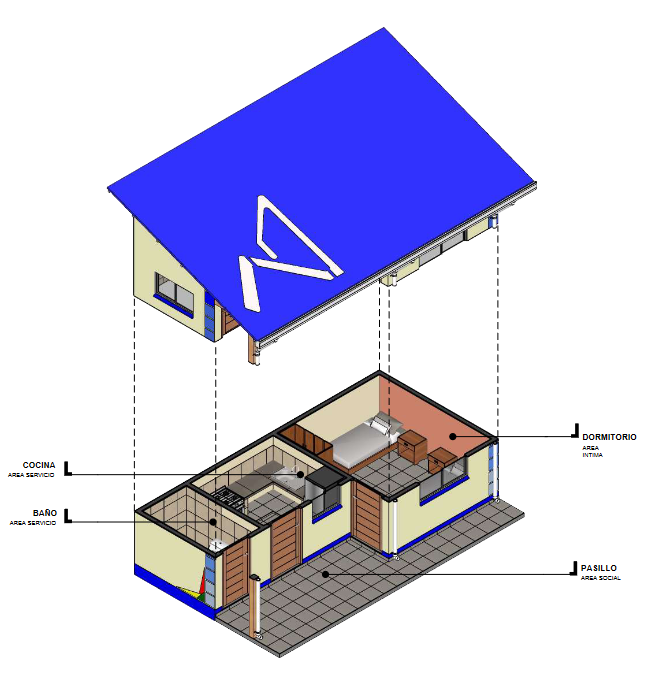 DORMITORIO
AREA
INTIMA
COCINA
AREA SERVICIO
BAÑO
AREA SERVICIO
PASILLO
AREA SOCIAL